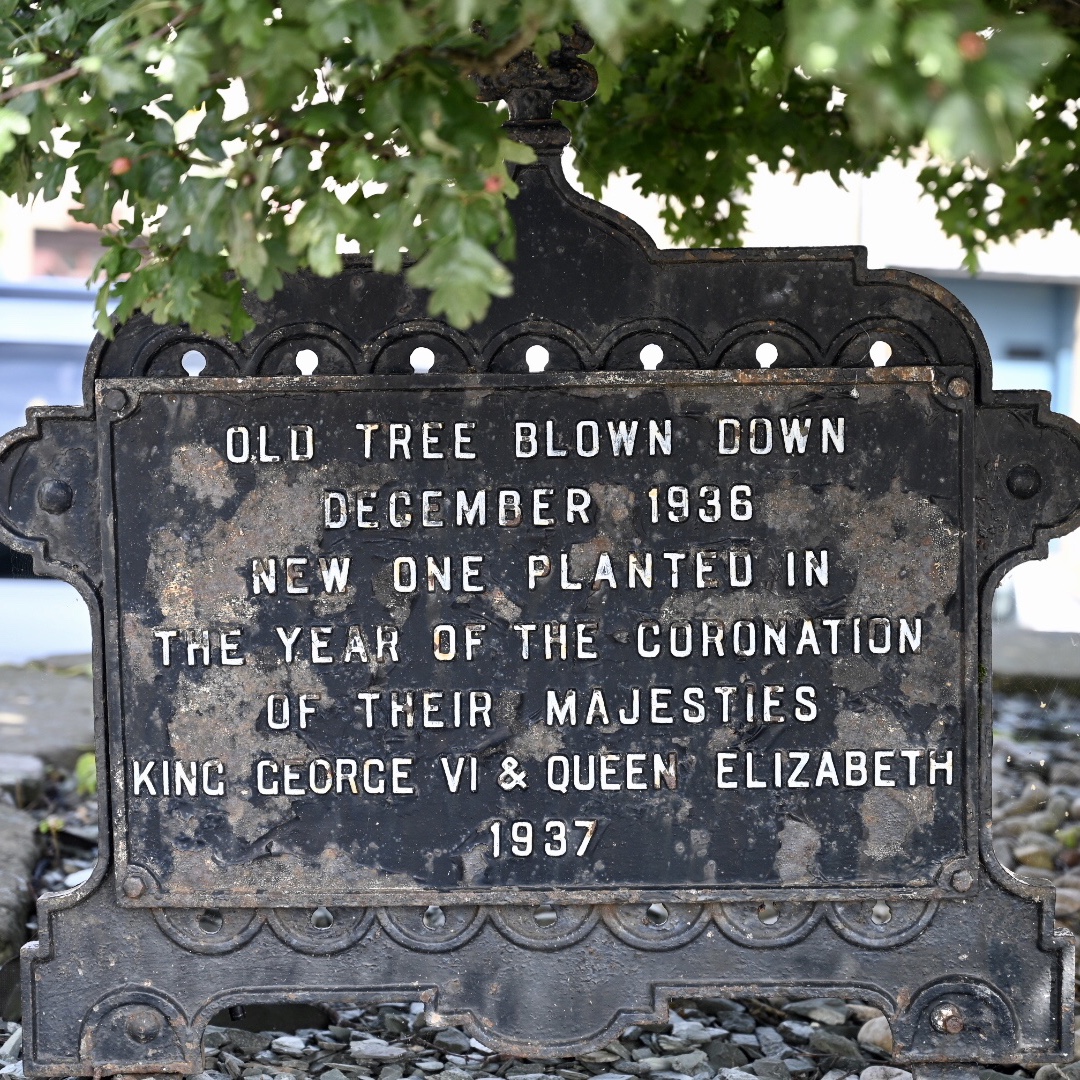 OLD TREE BLOWN DOWN
DECEMBER 1936
NEW ONE PLANTED IN
THE YEAR OF THE CORONATION
OF THEIR MAJESTIES
KING GEORGE VI & QUEEN ELIZABETH
1937